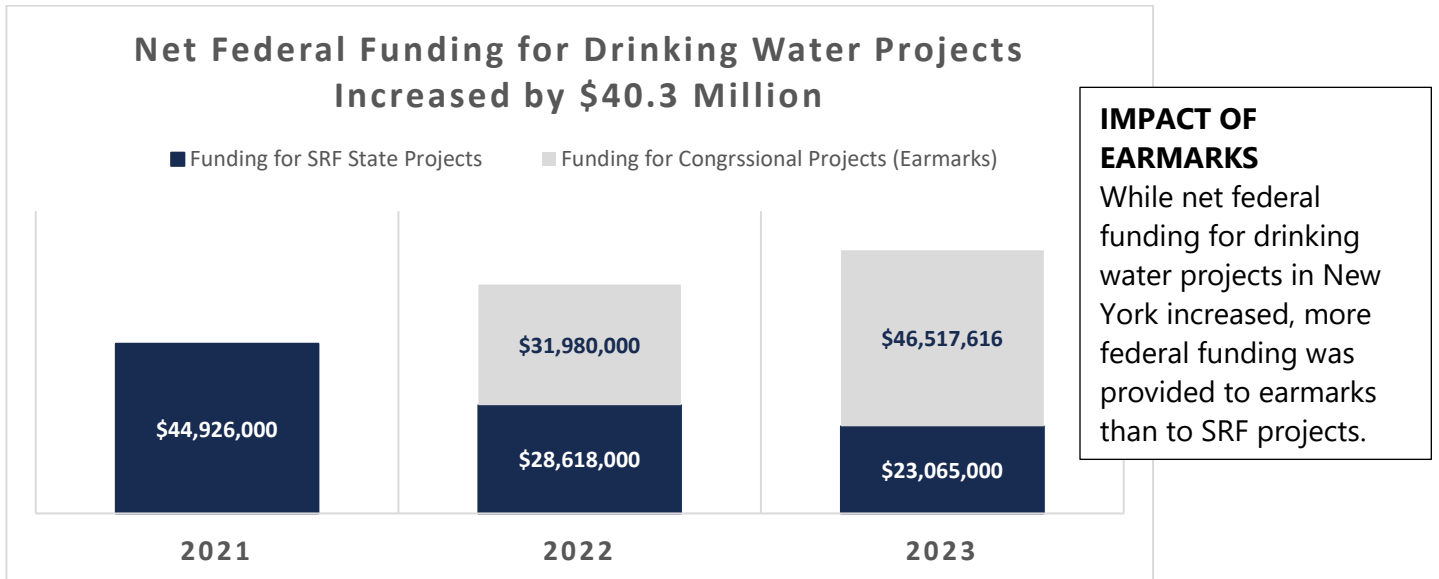 Net Federal Funding for Drinking Water Projects
Increased by $40.3 Million
Funding for SRF State Projects
Funding for Congrssional Projects (Earmarks)
$44,926,000
$31,980,000
$28,618,000
$46,517,616
$23,065,000
2021
2022
2023
IMPACT OF
EARMARKS
While net federal
funding for drinking
water projects in New
York increased, more
federal funding was
provided to earmarks
than to SRF projects.